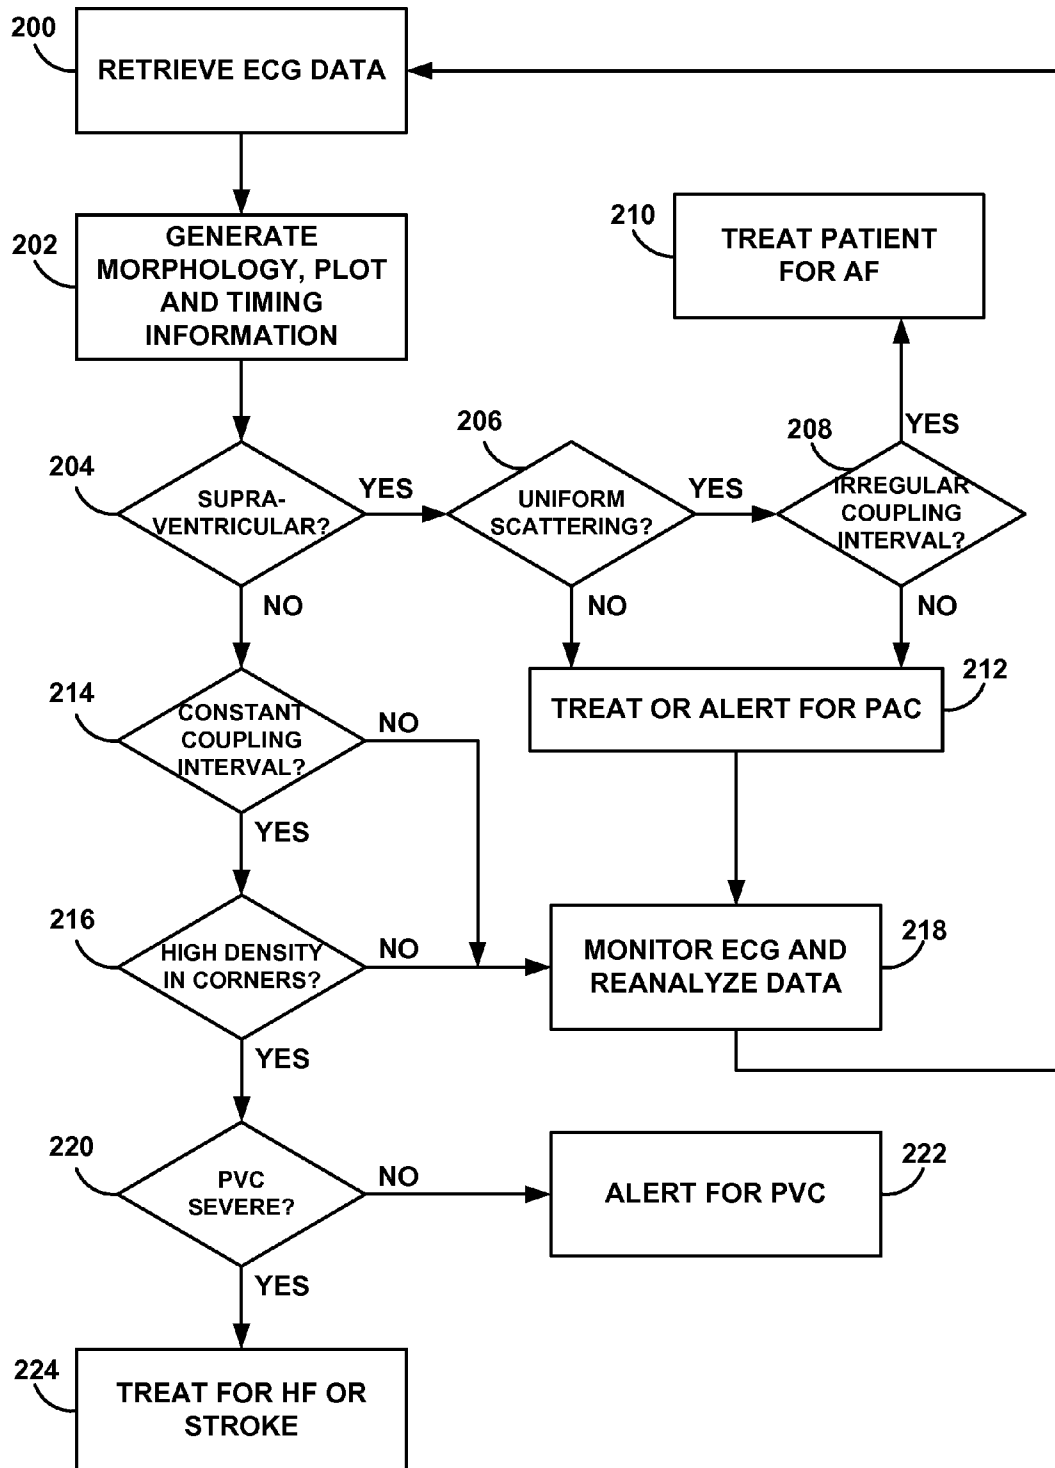 200
RETRIEVE ECG DATA
202
GENERATE
MORPHOLOGY, PLOT
AND TIMING
INFORMATION
210
TREAT PATIENT
FOR AF
204
SUPRA-
VENTRICULAR?
YES
206
UNIFORM
SCATTERING?
YES
208
IRREGULAR
COUPLING
INTERVAL?
YES
NO
NO
NO
212
TREAT OR ALERT FOR PAC
214
CONSTANT
COUPLING
INTERVAL?
NO
YES
216
HIGH DENSITY
IN CORNERS?
NO
218
MONITOR ECG AND
REANALYZE DATA
YES
220
PVC
SEVERE?
NO
222
ALERT FOR PVC
YES
224
TREAT FOR HF OR
STROKE